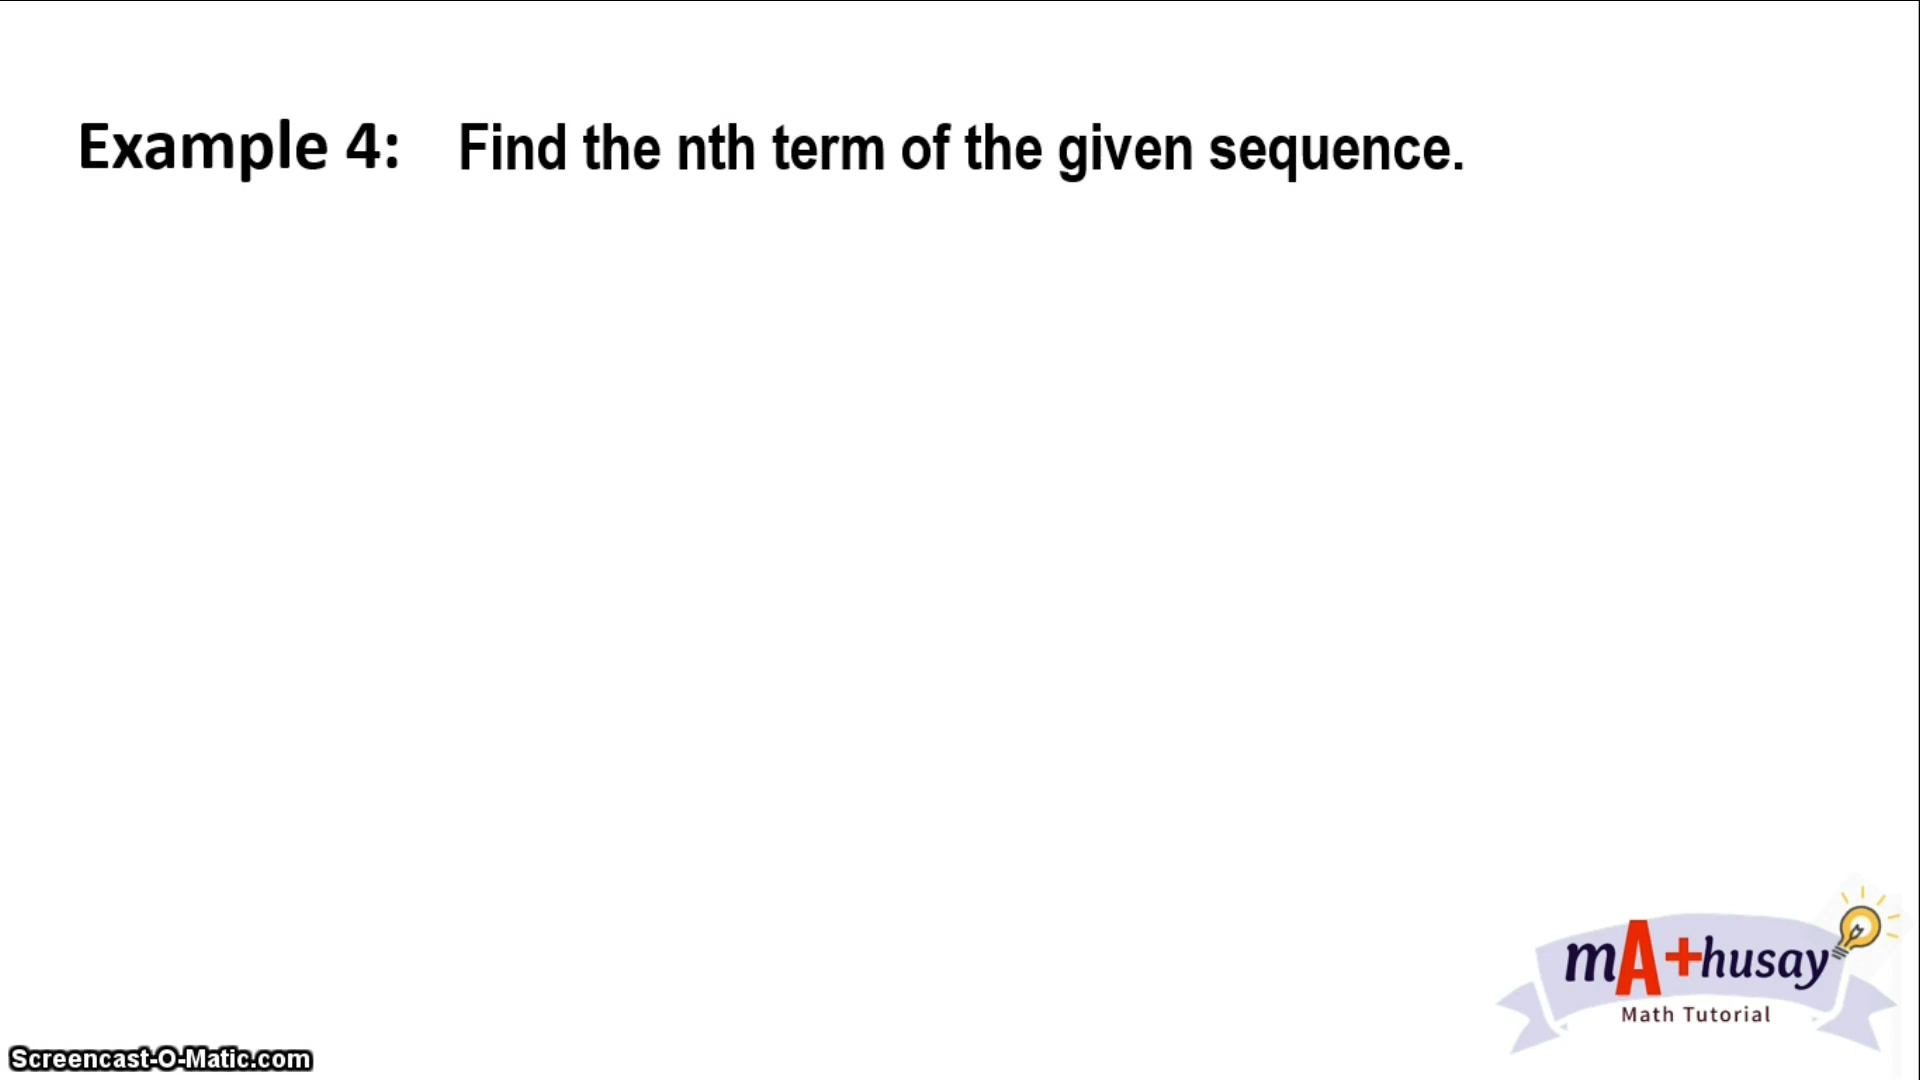 Example 4: Find the nth term of the given sequence.
mA+husay
Math Tutorial
Screencast-O-Matic.com